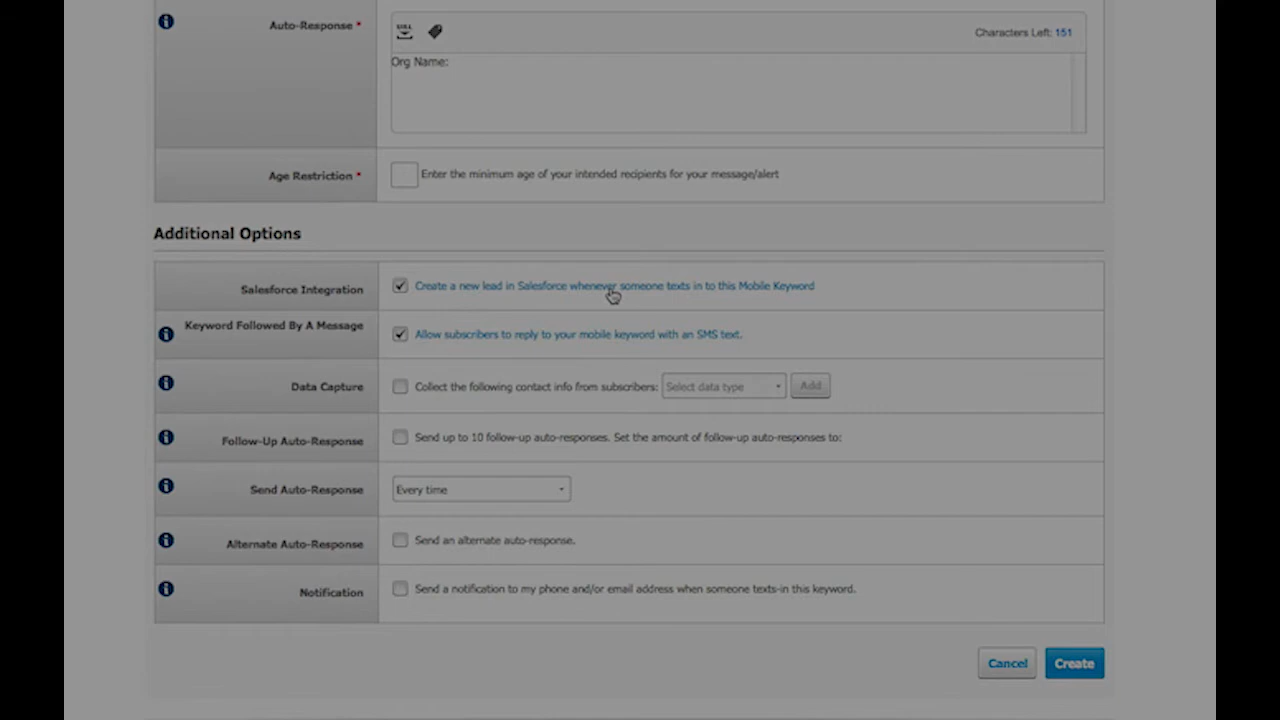 Auto-Response *
URL
Characters Left: 151
Org Name:
Age Restriction *
Enter the minimum age of your intended recipients for your message/alert
Additional Options
Salesforce Integration
Create a new lead in Salesforce whenever someone texts in to this Mobile Keyword
Keyword Followed By A Message
Allow subscribers to reply to your mobile keyword with an SMS text.
Data Capture
Collect the following contact info from subscribers: Select data type Add
Follow-Up Auto-Response
Send up to 10 follow-up auto-responses. Set the amount of follow-up auto-responses to:
Send Auto-Response
Every time
Alternate Auto-Response
Send an alternate auto-response.
Notification
Send a notification to my phone and/or email address when someone texts-in this keyword.
Cancel Create